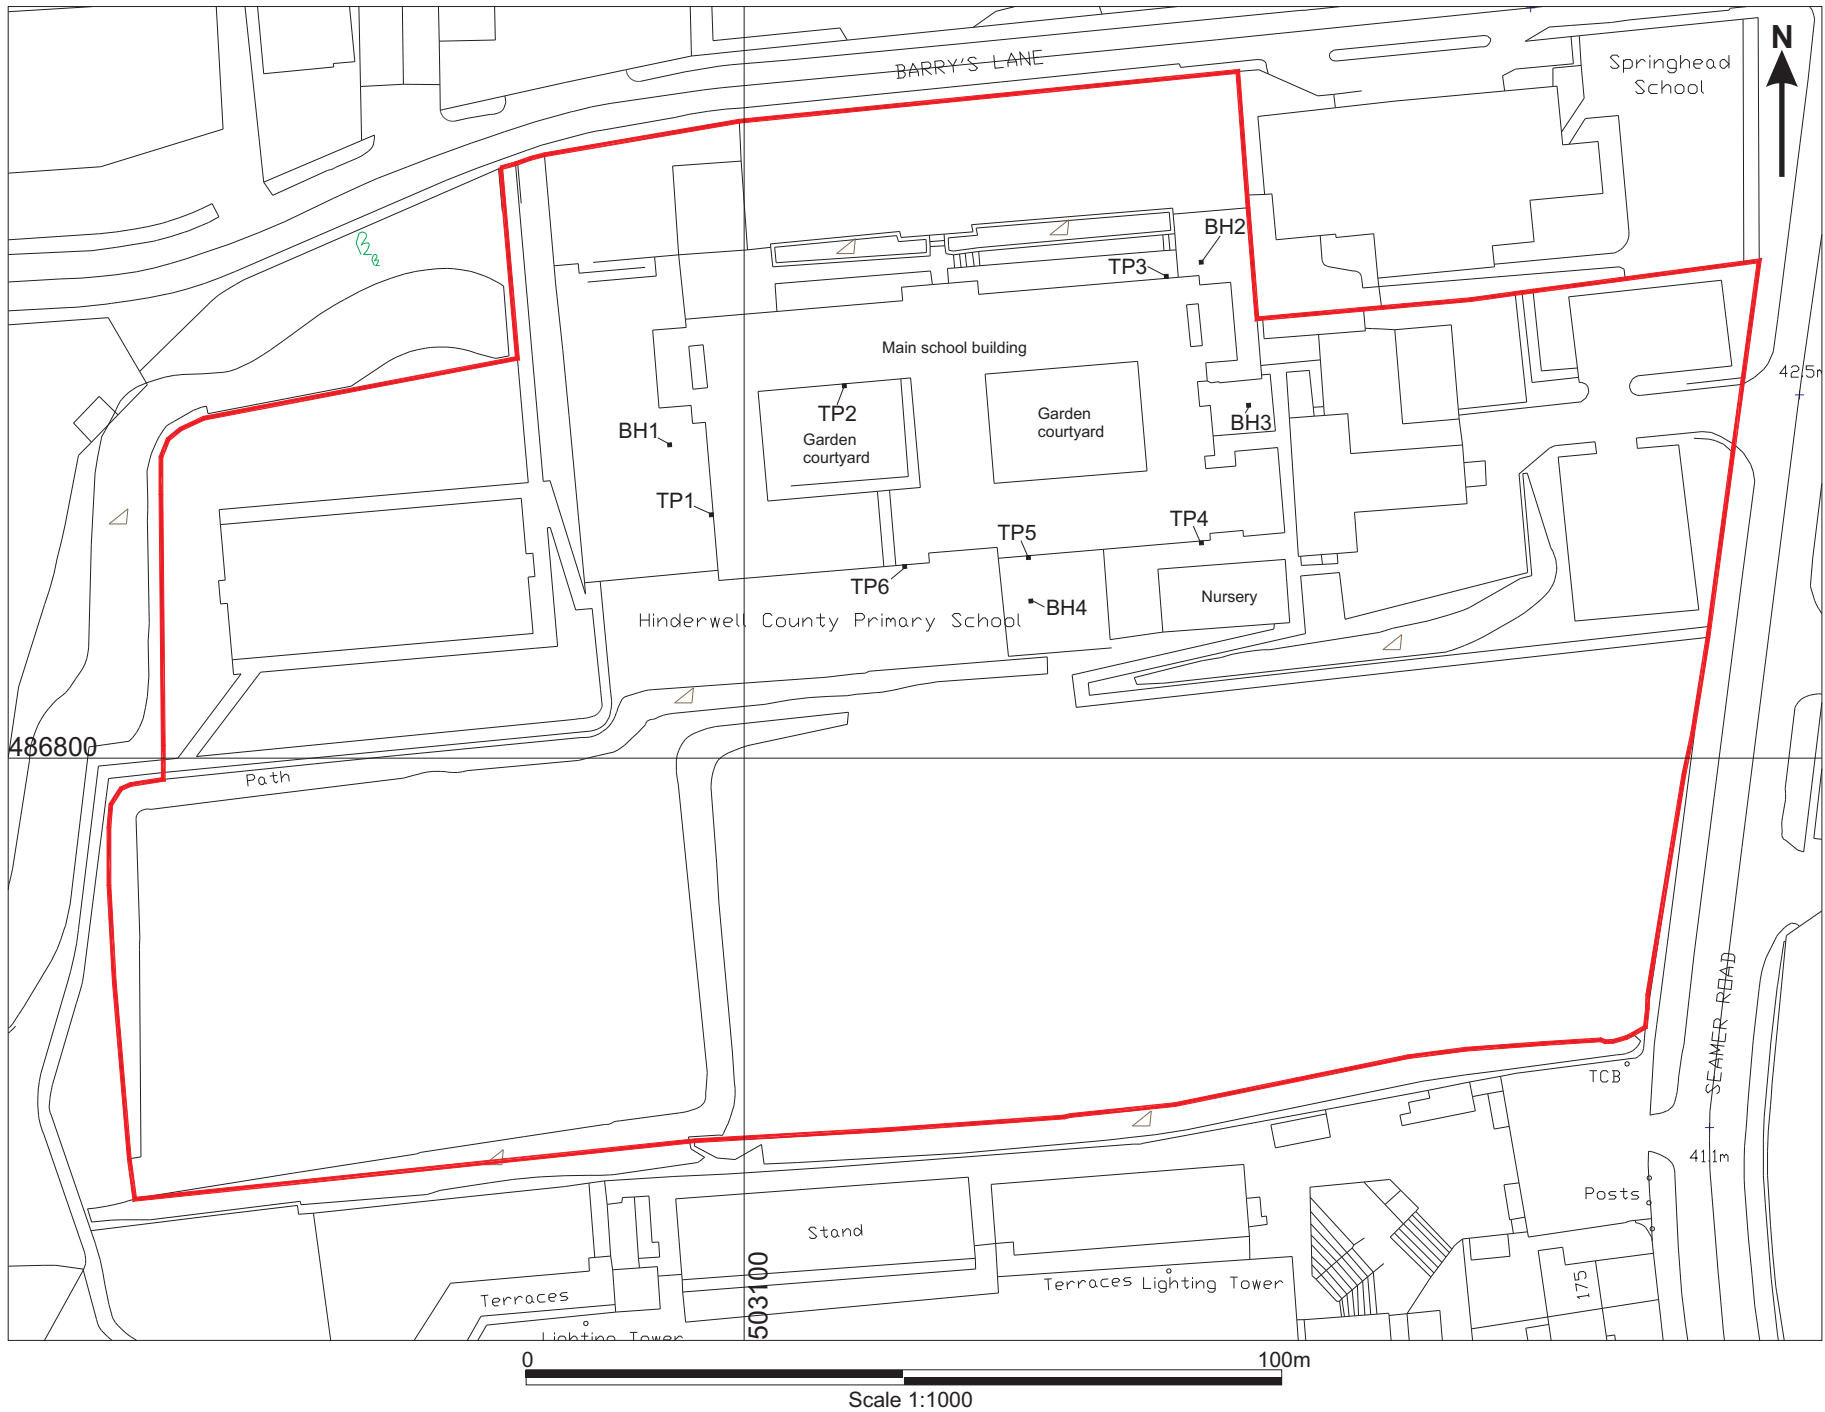 BARRY'S LANE
N
Springhead
School
BH2
TP3
Main school building
42.5m
TP2
Garden
courtyard
Garden
courtyard
BH1
BH3
TP1
TP5
TP4
TP6
BH4
Nursery
Hinderwell County Primary School
486800
Path
SEAMER ROAD
TCB
41.1m
Posts
Stand
503100
Terraces
Lighting Tower
175
Terraces
Lighting Tower
0
100m
Scale 1:1000